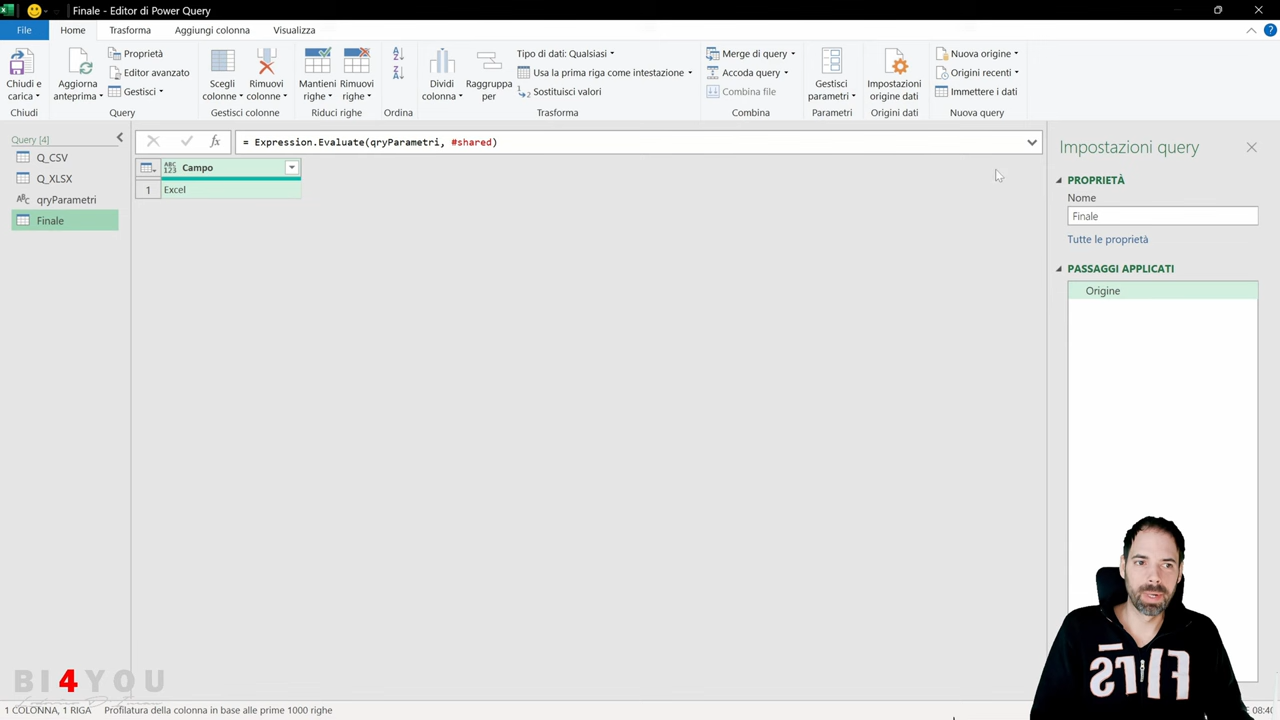 Finale - Editor di Power Query
File
Home
Trasforma
Aggiungi colonna
Visualizza
Chiudi e carica
Chiudi
Aggiorna anteprima
Proprietà
Editor avanzato
Gestisci
Query
Scegli colonne
Rimuovi colonne
Gestisci colonne
Mantieni righe
Rimuovi righe
Riduci righe
Ordina
Dividi colonna
Raggruppa per
Tipo di dati: Qualsiasi
Usa la prima riga come intestazione
Sostituisci valori
Trasforma
Merge di query
Accoda query
Combina file
Combina
Gestisci parametri
Parametri
Impostazioni origine dati
Origini dati
Nuova origine
Origini recenti
Immettere i dati
Nuova query
Query [4]
Q_CSV
Q_XLSX
qryParametri
Finale
= Expression.Evaluate(qryParametri, #shared)
ABC 123 Campo
1 Excel
Impostazioni query
PROPRIETÀ
Nome
Finale
Tutte le proprietà
PASSAGGI APPLICATI
Origine
BI4YOU
1 COLONNA, 1 RIGA
Profilatura della colonna in base alle prime 1000 righe